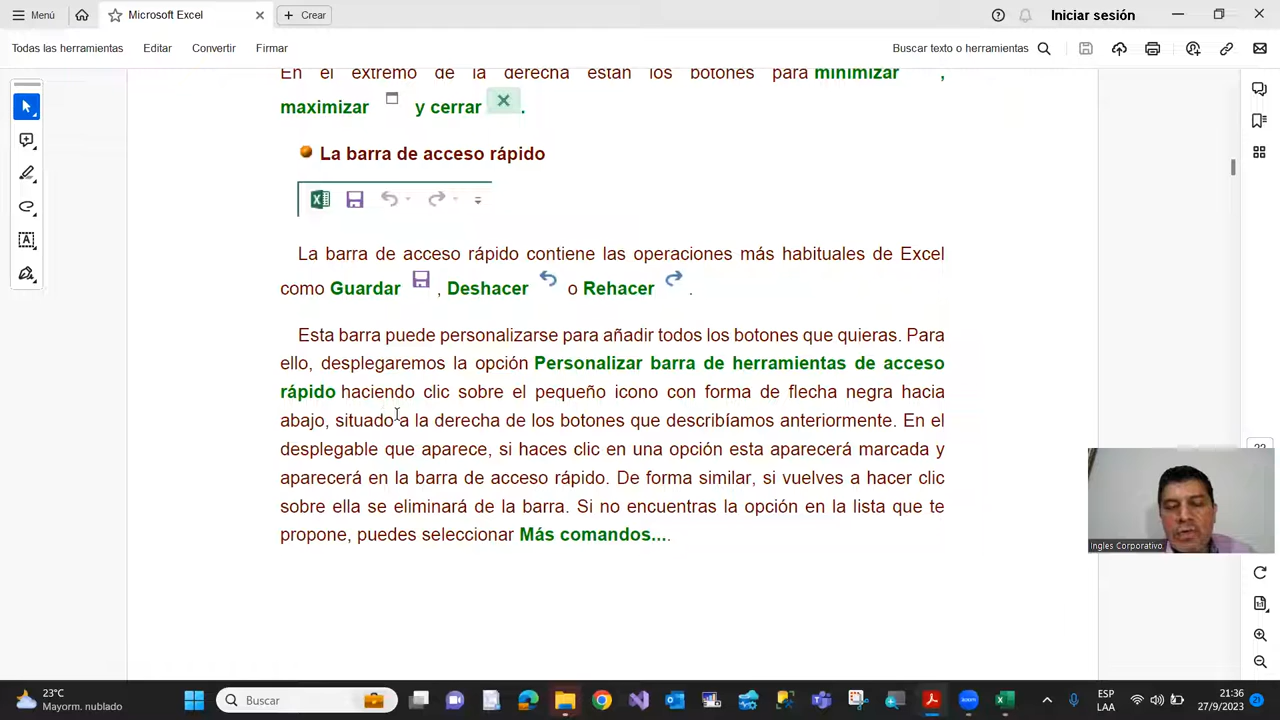 Menú
Microsoft Excel
Crear
Iniciar sesión
Todas las herramientas
Editar
Convertir
Firmar
Buscar texto o herramientas
En el extremo de la derecha están los botones para minimizar ,
maximizar y cerrar .
La barra de acceso rápido
La barra de acceso rápido contiene las operaciones más habituales de Excel
como Guardar , Deshacer o Rehacer .
Esta barra puede personalizarse para añadir todos los botones que quieras. Para
ello, desplegaremos la opción Personalizar barra de herramientas de acceso
rápido haciendo clic sobre el pequeño icono con forma de flecha negra hacia
abajo, situado a la derecha de los botones que describíamos anteriormente. En el
desplegable que aparece, si haces clic en una opción esta aparecerá marcada y
aparecerá en la barra de acceso rápido. De forma similar, si vuelves a hacer clic
sobre ella se eliminará de la barra. Si no encuentras la opción en la lista que te
propone, puedes seleccionar Más comandos....
Ingles Corporativo
23°C
Mayorm. nublado
Buscar
ESP
LAA
21:36
27/9/2023